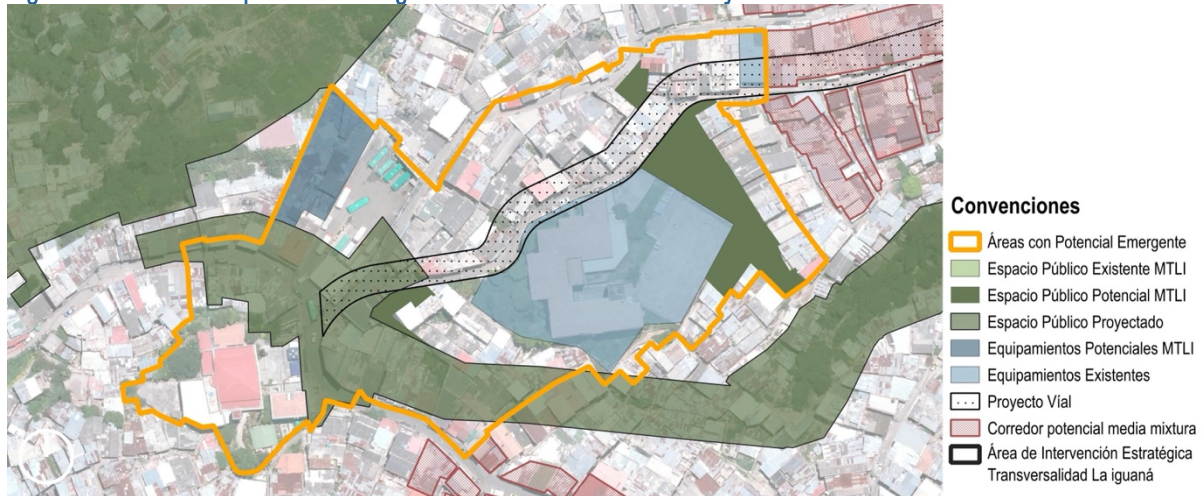 Convenciones
Áreas con Potencial Emergente
Espacio Público Existente MTLI
Espacio Público Potencial MTLI
Espacio Público Proyectado
Equipamientos Potenciales MTLI
Equipamientos Existentes
Proyecto Víal
Corredor potencial media mixtura
Área de Intervención Estratégica
Transversalidad La iguaná